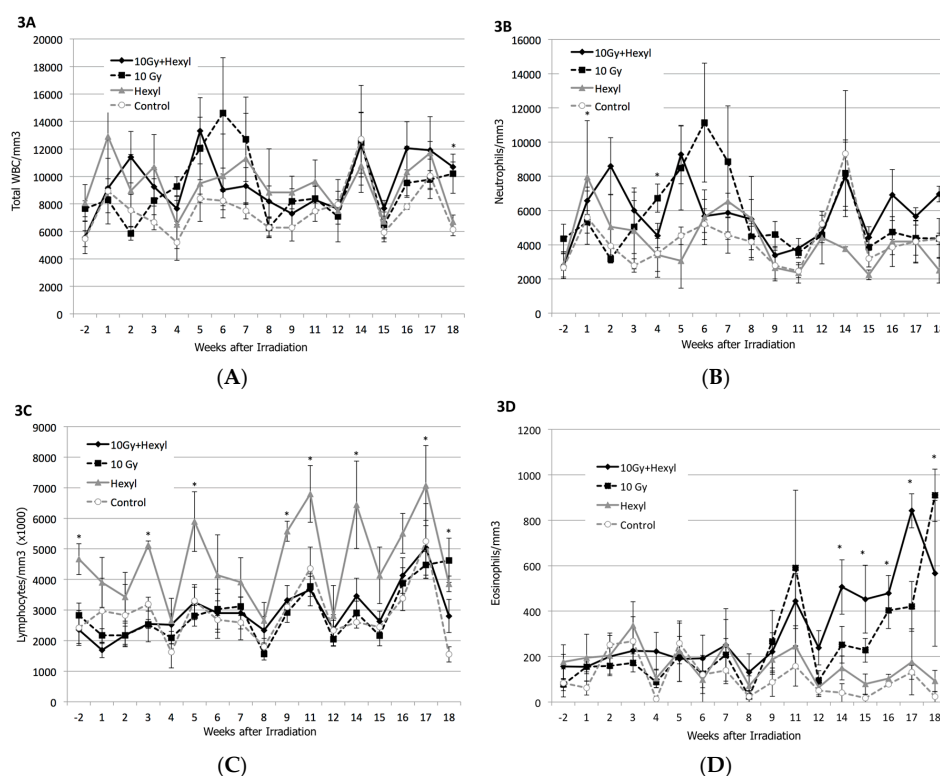 3A
20000
18000
16000
14000
12000
10000
8000
6000
4000
2000
0
Total WBC/mm3
10Gy+Hexyl
10 Gy
Hexyl
Control
*
-2 1 2 3 4 5 6 7 8 9 11 12 14 15 16 17 18
Weeks after Irradiation
(A)
3B
16000
14000
12000
10000
8000
6000
4000
2000
0
Neutrophils/mm3
10Gy+Hexyl
10 Gy
Hexyl
Control
* *
-2 1 2 3 4 5 6 7 8 9 11 12 14 15 16 17 18
Weeks after Irradiation
(B)
3C
9000
8000
7000
6000
5000
4000
3000
2000
1000
0
Lymphocytes/mm3 (x1000)
10Gy+Hexyl
10 Gy
Hexyl
Control
* * * * * * * *
-2 1 2 3 4 5 6 7 8 9 11 12 14 15 16 17 18
Weeks after Irradiation
(C)
3D
1200
1000
800
600
400
200
0
Eosinophils/mm3
10Gy+Hexyl
10 Gy
Hexyl
Control
* * * * *
-2 1 2 3 4 5 6 7 8 9 11 12 14 15 16 17 18
Weeks after Irradiation
(D)